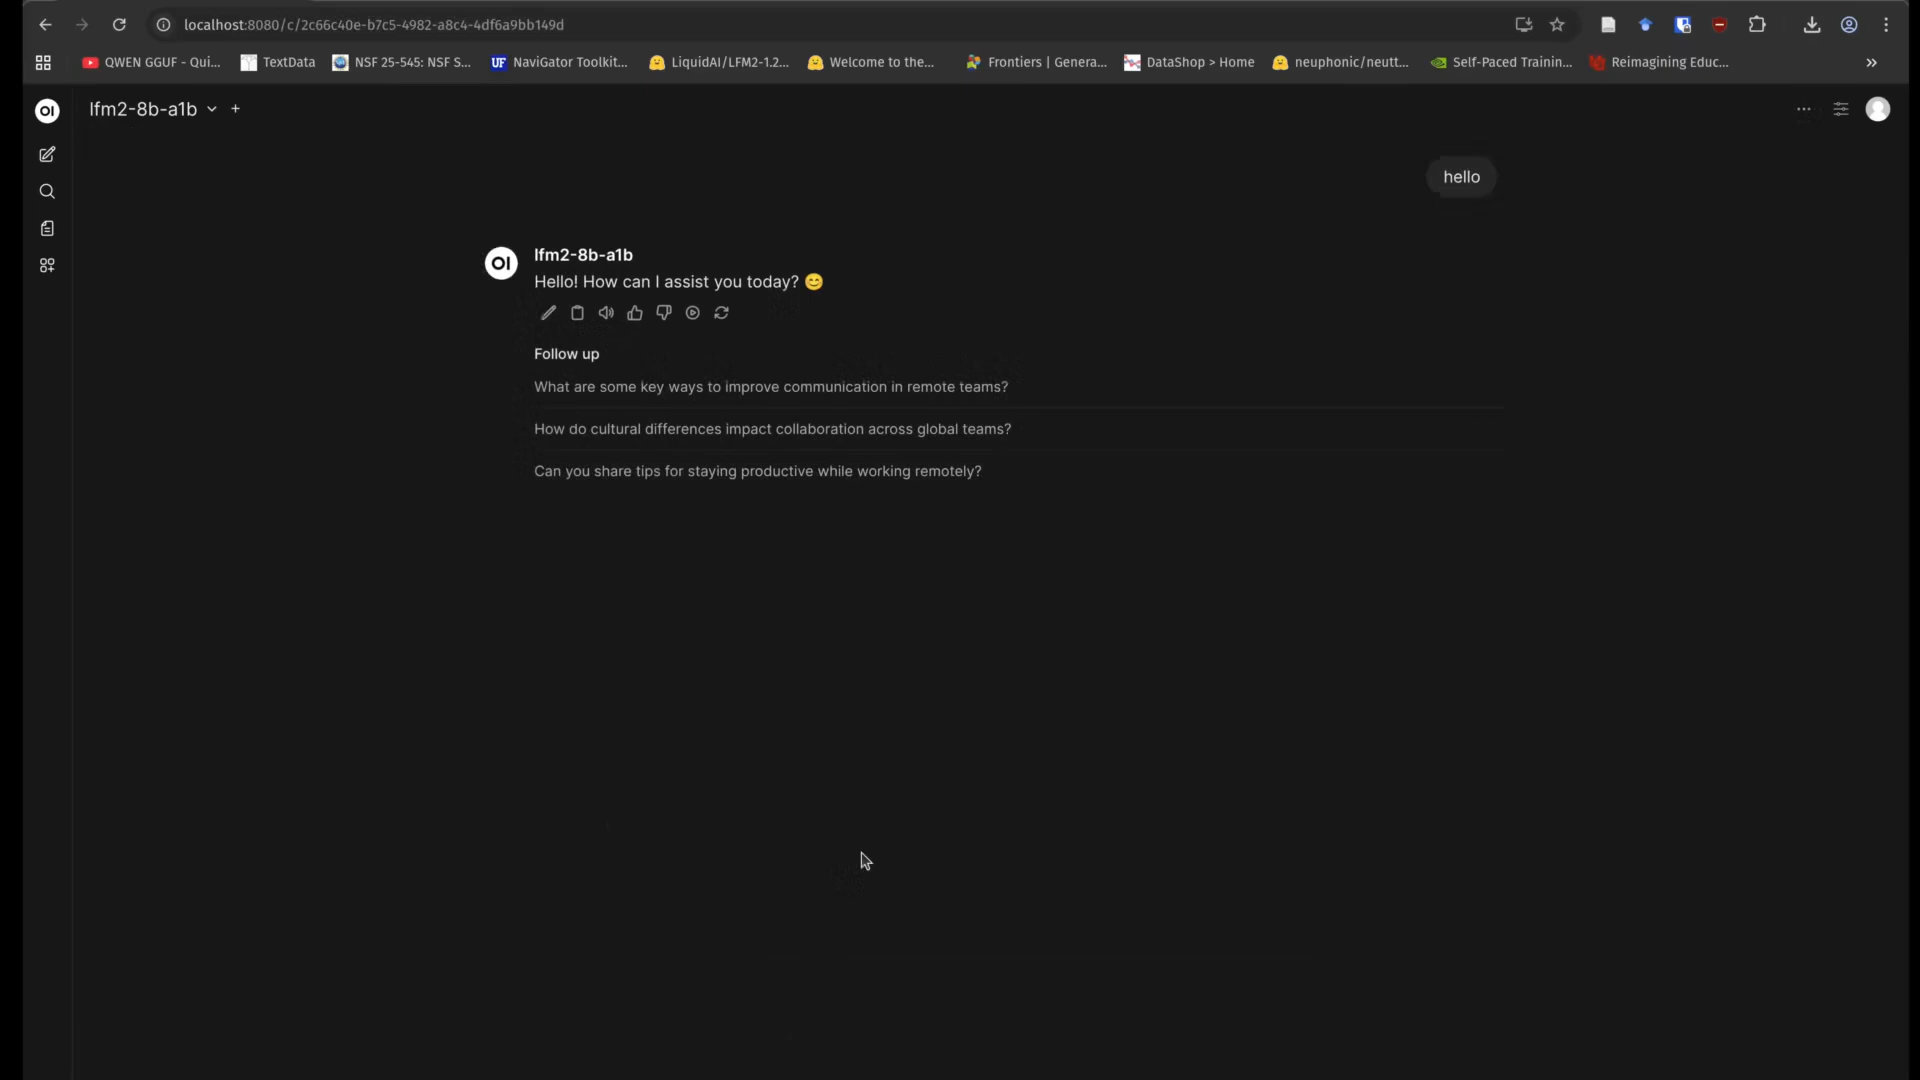 localhost:8080/c/2c66c40e-b7c5-4982-a8c4-4df6a9bb149d
QWEN GGUF - Qui... TextData NSF 25-545: NSF S... UF NaviGator Toolkit... LiquidAI/LFM2-1.2... Welcome to the... Frontiers | Genera... DataShop > Home neuphonic/neutt... Self-Paced Trainin... Reimagining Educ...
OI lfm2-8b-a1b
hello
OI lfm2-8b-a1b
Hello! How can I assist you today? 😊
Follow up
What are some key ways to improve communication in remote teams?
How do cultural differences impact collaboration across global teams?
Can you share tips for staying productive while working remotely?